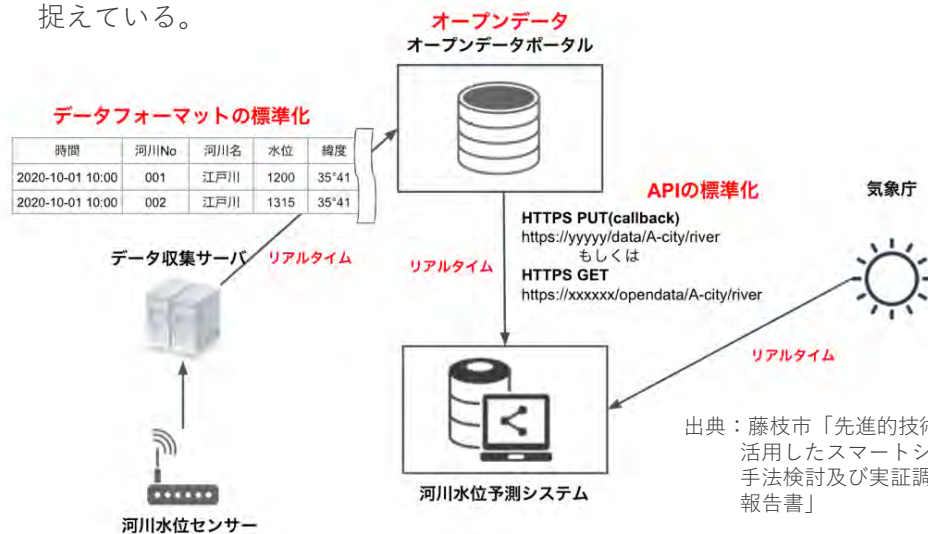 捉えている。
オープンデータ
オープンデータポータル
データフォーマットの標準化
時間 河川No 河川名 水位 緯度
2020-10-01 10:00 001 江戸川 1200 35°41
2020-10-01 10:00 002 江戸川 1315 35°41
APIの標準化
気象庁
HTTPS PUT(callback)
https://yyyyy/data/A-city/river
もしくは
HTTPS GET
https://xxxxxx/opendata/A-city/river
データ収集サーバ
リアルタイム
リアルタイム
リアルタイム
出典：藤枝市「先進的技術
活用したスマートシ
手法検討及び実証調
報告書」
河川水位予測システム
河川水位センサー